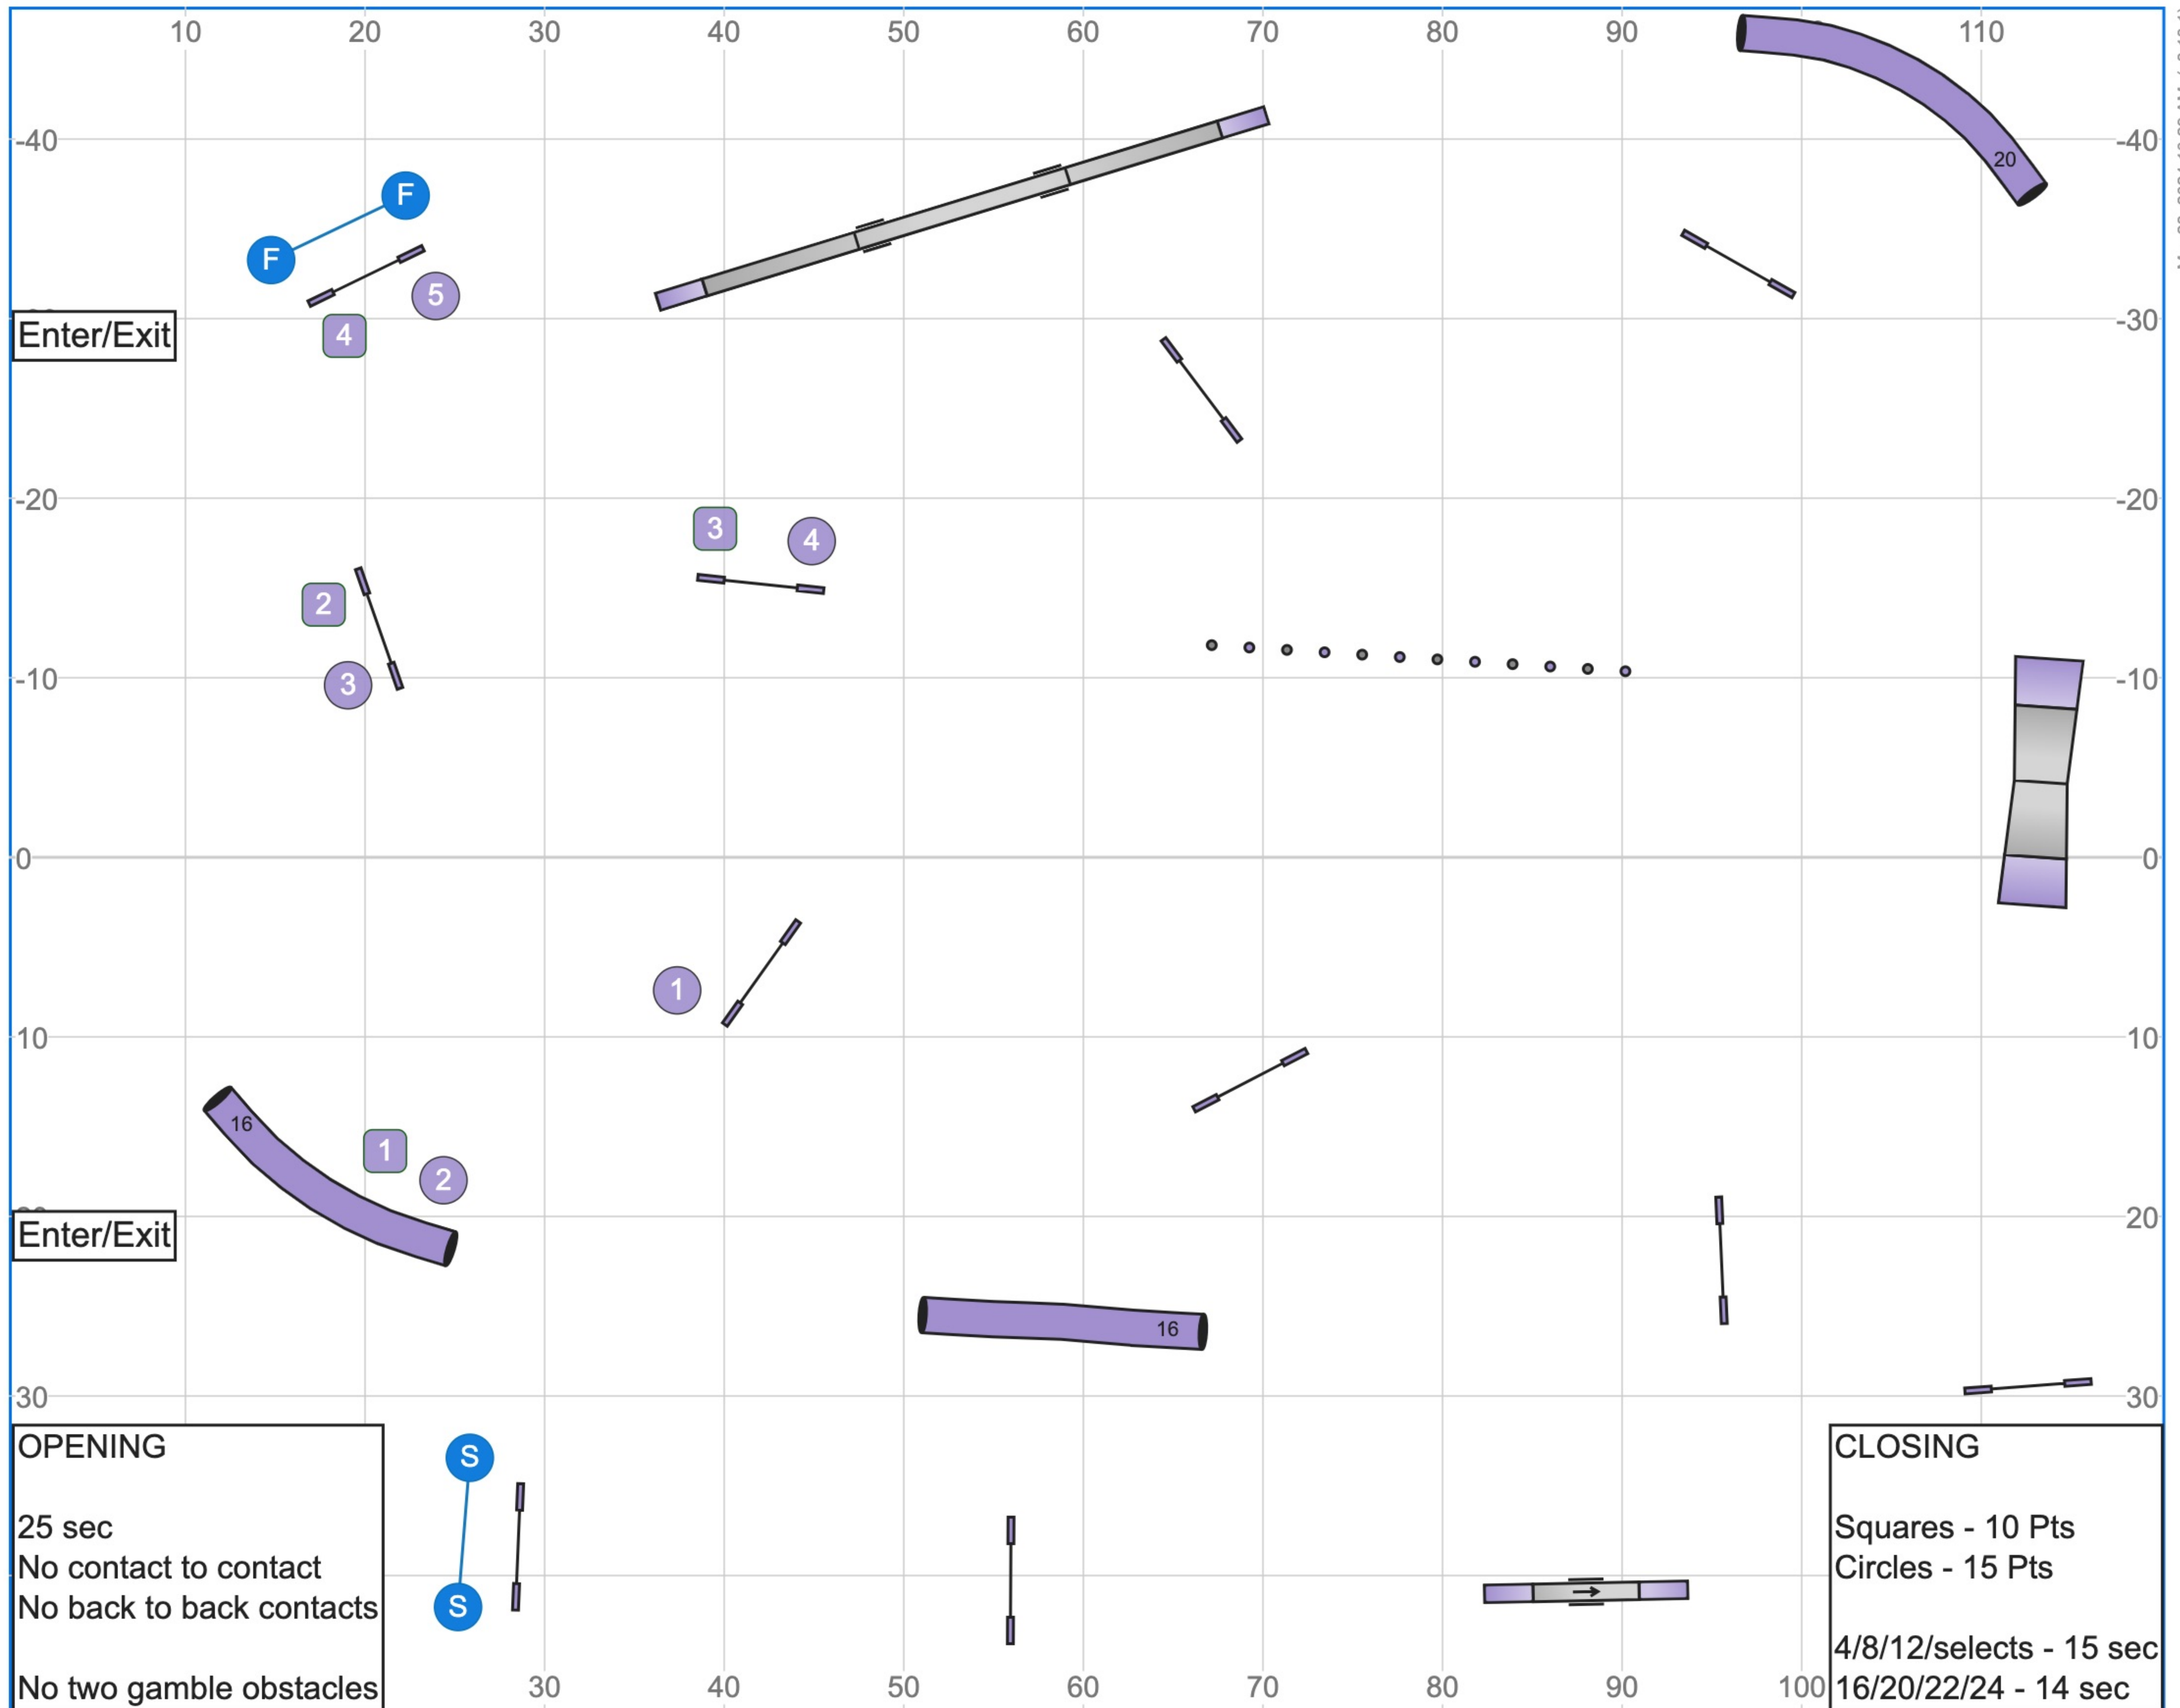 10 20 30 40 50 60 70 80 90 110
20
-40 -40
F
F
5
Enter/Exit
-30
4
-20 -20
3 4
2
-10 -10
3
0 0
1
10 10
16
1
2
20
Enter/Exit
16
30 30
OPENING
25 sec
No contact to contact
No back to back contacts
No two gamble obstacles
S
S
CLOSING
Squares - 10 Pts
Circles - 15 Pts
4/8/12/selects - 15 sec
16/20/22/24 - 14 sec
30 40 50 60 70 80 90 100